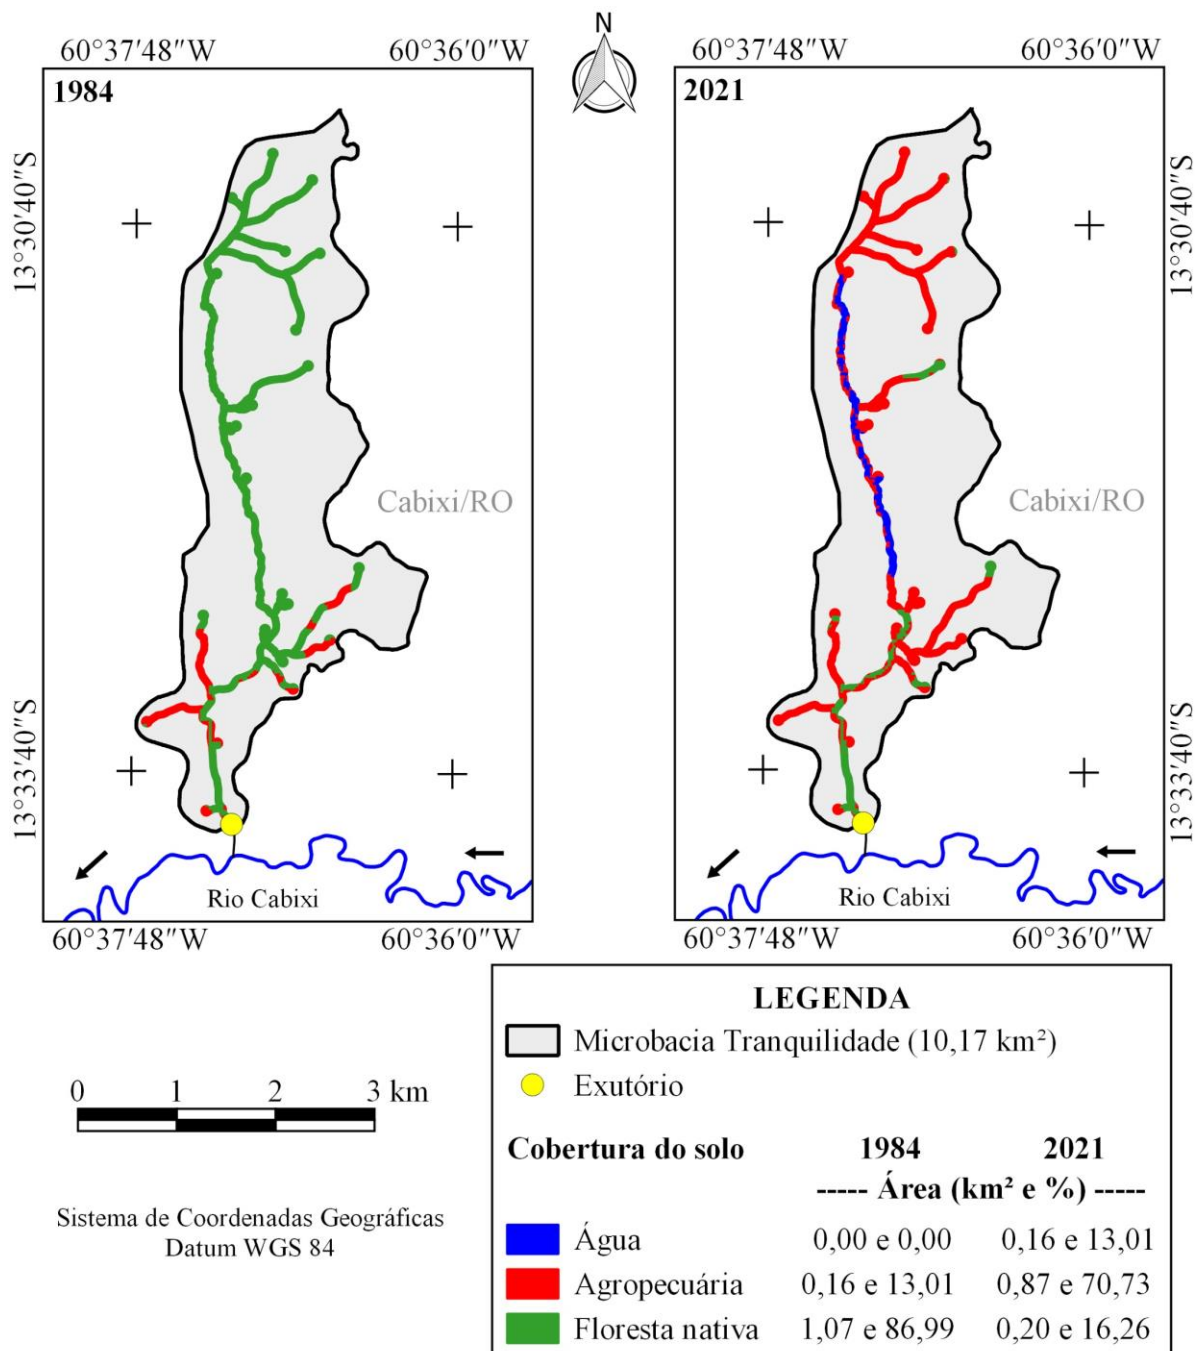 N
60°37'48"W 60°36'0"W 60°37'48"W 60°36'0"W
1984 2021
13°30'40"S 13°30'40"S
Cabixi/RO Cabixi/RO
13°33'40"S 13°33'40"S
Rio Cabixi Rio Cabixi
60°37'48"W 60°36'0"W 60°37'48"W 60°36'0"W
LEGENDA
Microbacia Tranquilidade (10,17 km²)
Exutório
0 1 2 3 km
Cobertura do solo 1984 2021
----- Área (km² e %) -----
Sistema de Coordenadas Geográficas
Datum WGS 84
Água 0,00 e 0,00 0,16 e 13,01
Agropecuária 0,16 e 13,01 0,87 e 70,73
Floresta nativa 1,07 e 86,99 0,20 e 16,26